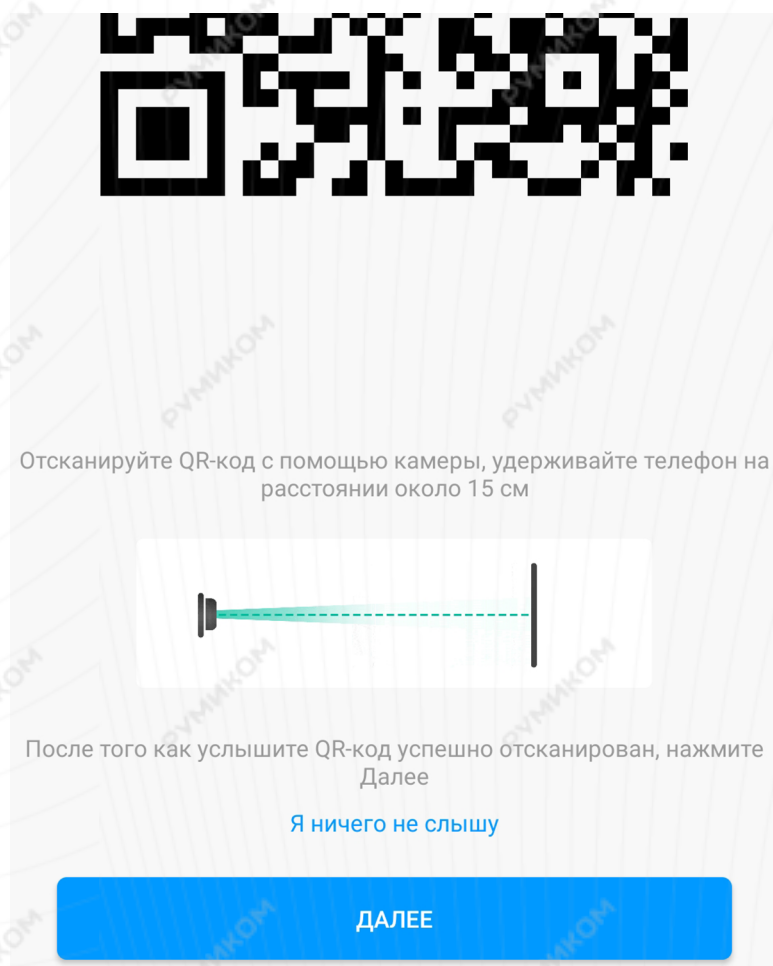 Отсканируйте QR-код с помощью камеры, удерживайте телефон на
расстоянии около 15 см
После того как услышите QR-код успешно отсканирован, нажмите
Далее
Я ничего не слышу
ДАЛЕЕ
РУМИКОМ